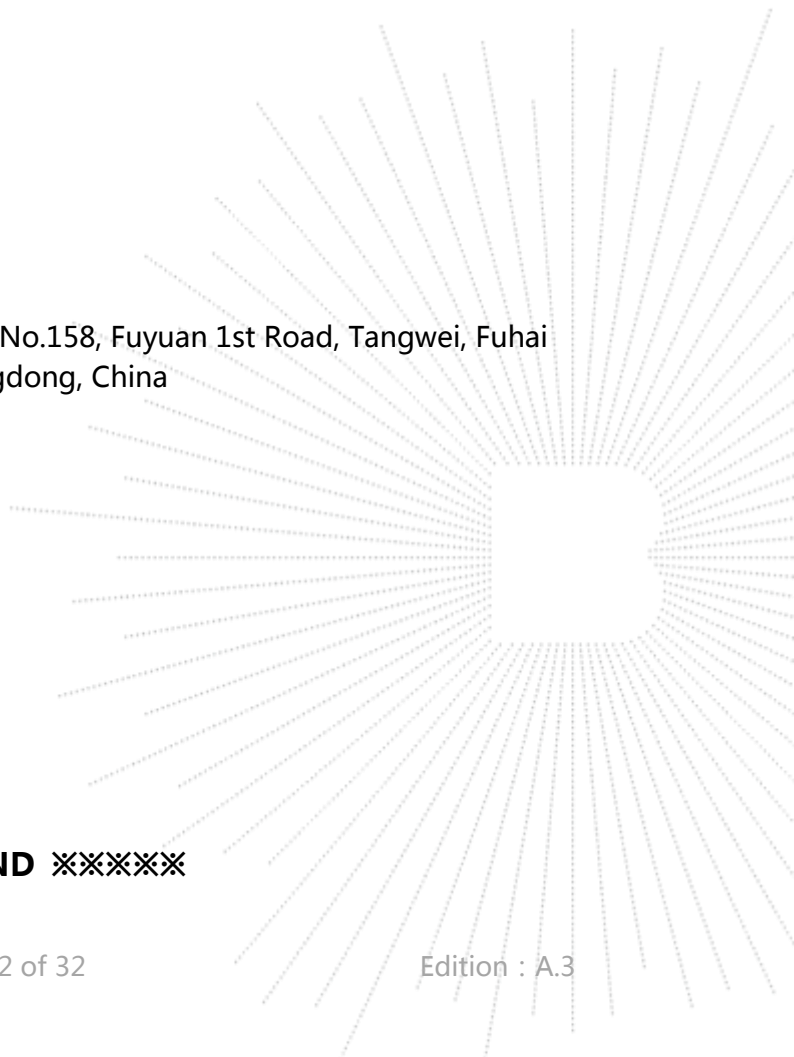 No.158, Fuyuan 1st Road, Tangwei, Fuhai
gdong, China
ND ※※※※※
2 of 32 Edition：A.3